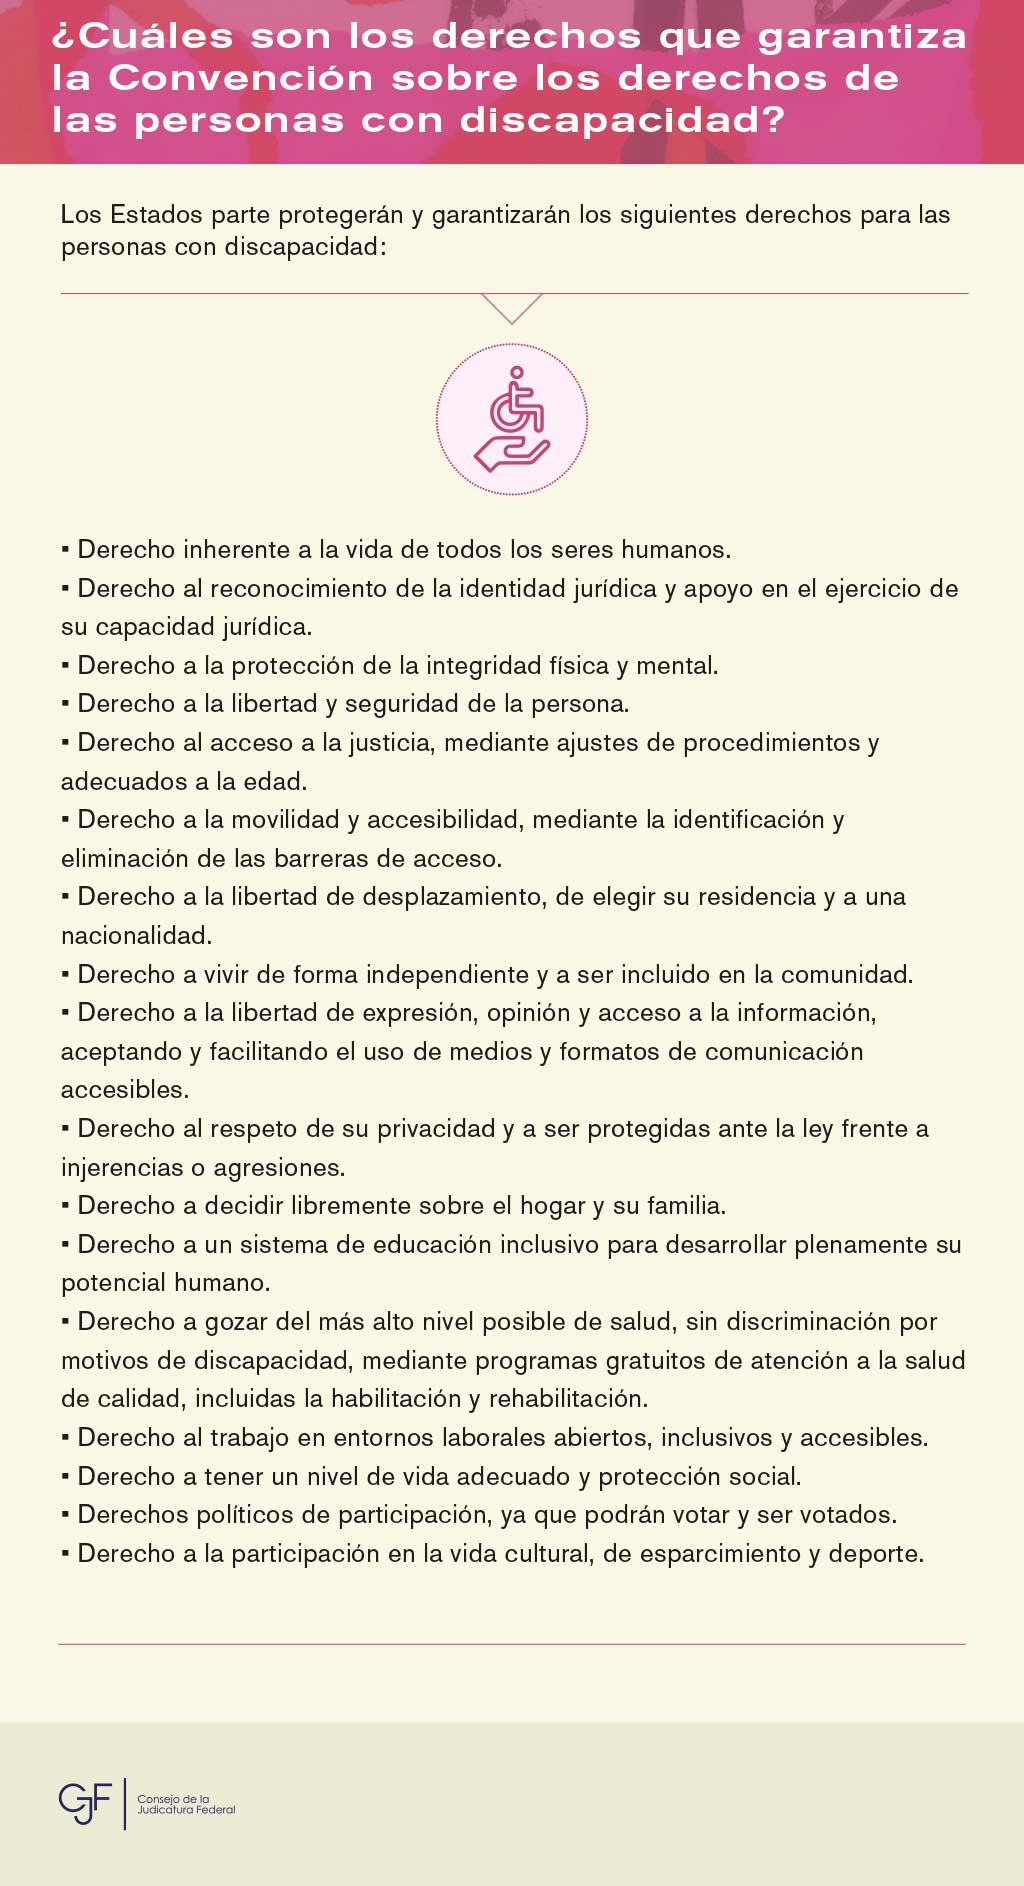 ¿Cuáles son los derechos que garantiza
la Convención sobre los derechos de
las personas con discapacidad?
Los Estados parte protegerán y garantizarán los siguientes derechos para las
personas con discapacidad:
▪ Derecho inherente a la vida de todos los seres humanos.
▪ Derecho al reconocimiento de la identidad jurídica y apoyo en el ejercicio de
su capacidad jurídica.
▪ Derecho a la protección de la integridad física y mental.
▪ Derecho a la libertad y seguridad de la persona.
▪ Derecho al acceso a la justicia, mediante ajustes de procedimientos y
adecuados a la edad.
▪ Derecho a la movilidad y accesibilidad, mediante la identificación y
eliminación de las barreras de acceso.
▪ Derecho a la libertad de desplazamiento, de elegir su residencia y a una
nacionalidad.
▪ Derecho a vivir de forma independiente y a ser incluido en la comunidad.
▪ Derecho a la libertad de expresión, opinión y acceso a la información,
aceptando y facilitando el uso de medios y formatos de comunicación
accesibles.
▪ Derecho al respeto de su privacidad y a ser protegidas ante la ley frente a
injerencias o agresiones.
▪ Derecho a decidir libremente sobre el hogar y su familia.
▪ Derecho a un sistema de educación inclusivo para desarrollar plenamente su
potencial humano.
▪ Derecho a gozar del más alto nivel posible de salud, sin discriminación por
motivos de discapacidad, mediante programas gratuitos de atención a la salud
de calidad, incluidas la habilitación y rehabilitación.
▪ Derecho al trabajo en entornos laborales abiertos, inclusivos y accesibles.
▪ Derecho a tener un nivel de vida adecuado y protección social.
▪ Derechos políticos de participación, ya que podrán votar y ser votados.
▪ Derecho a la participación en la vida cultural, de esparcimiento y deporte.
CJF
Consejo de la
Judicatura Federal